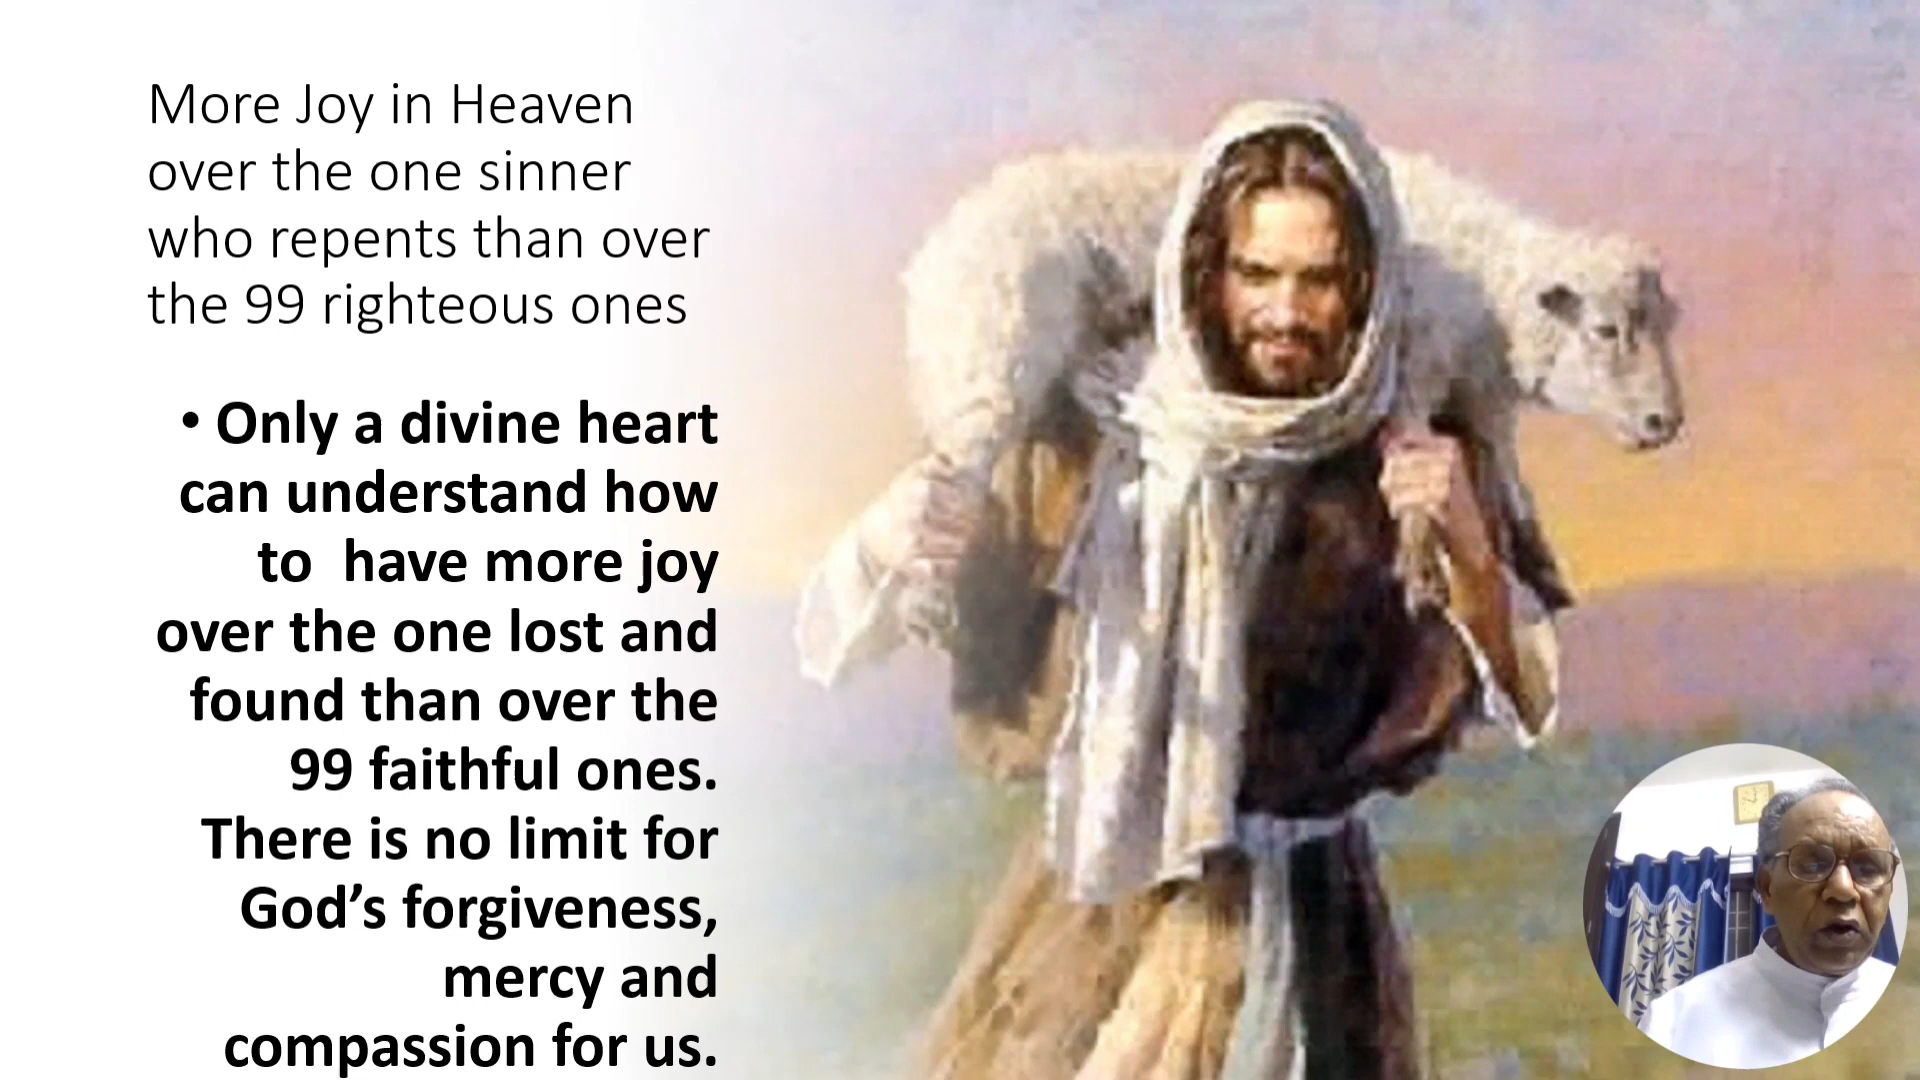 More Joy in Heaven
over the one sinner
who repents than over
the 99 righteous ones
• Only a divine heart
can understand how
to  have more joy
over the one lost and
found than over the
99 faithful ones.
There is no limit for
God’s forgiveness,
mercy and
compassion for us.